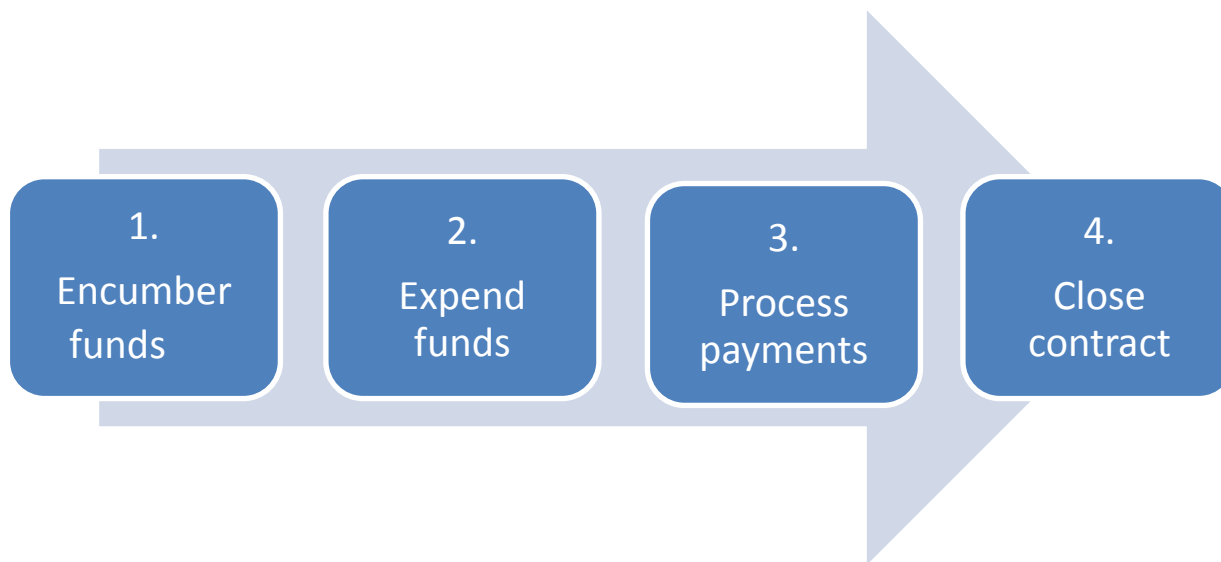 1.
Encumber
funds
2.
Expend
funds
3.
Process
payments
4.
Close
contract